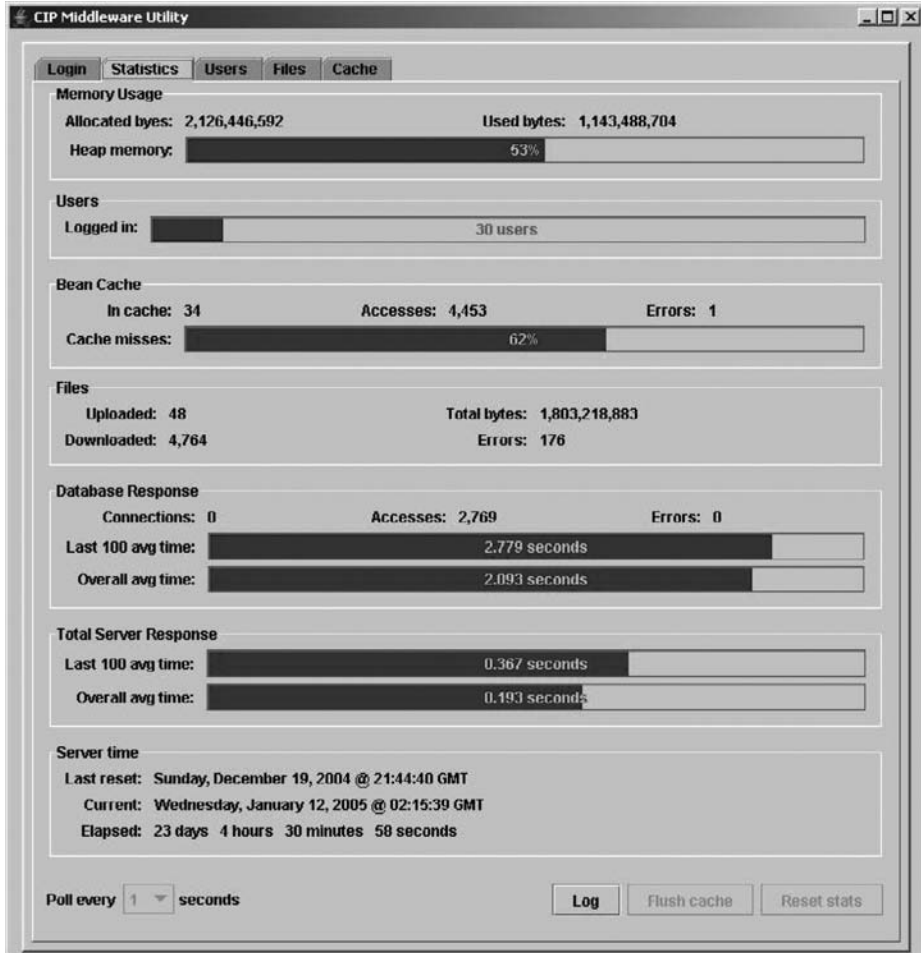 CIP Middleware Utility
Login Statistics Users Files Cache
Memory Usage
Allocated byes: 2,126,446,592 Used bytes: 1,143,488,704
Heap memory: 53%
Users
Logged in: 30 users
Bean Cache
In cache: 34 Accesses: 4,453 Errors: 1
Cache misses: 62%
Files
Uploaded: 48 Total bytes: 1,803,218,883
Downloaded: 4,764 Errors: 176
Database Response
Connections: 0 Accesses: 2,769 Errors: 0
Last 100 avg time: 2.779 seconds
Overall avg time: 2.093 seconds
Total Server Response
Last 100 avg time: 0.367 seconds
Overall avg time: 0.193 seconds
Server time
Last reset: Sunday, December 19, 2004 @ 21:44:40 GMT
Current: Wednesday, January 12, 2005 @ 02:15:39 GMT
Elapsed: 23 days 4 hours 30 minutes 58 seconds
Poll every 1 seconds Log Flush cache Reset stats